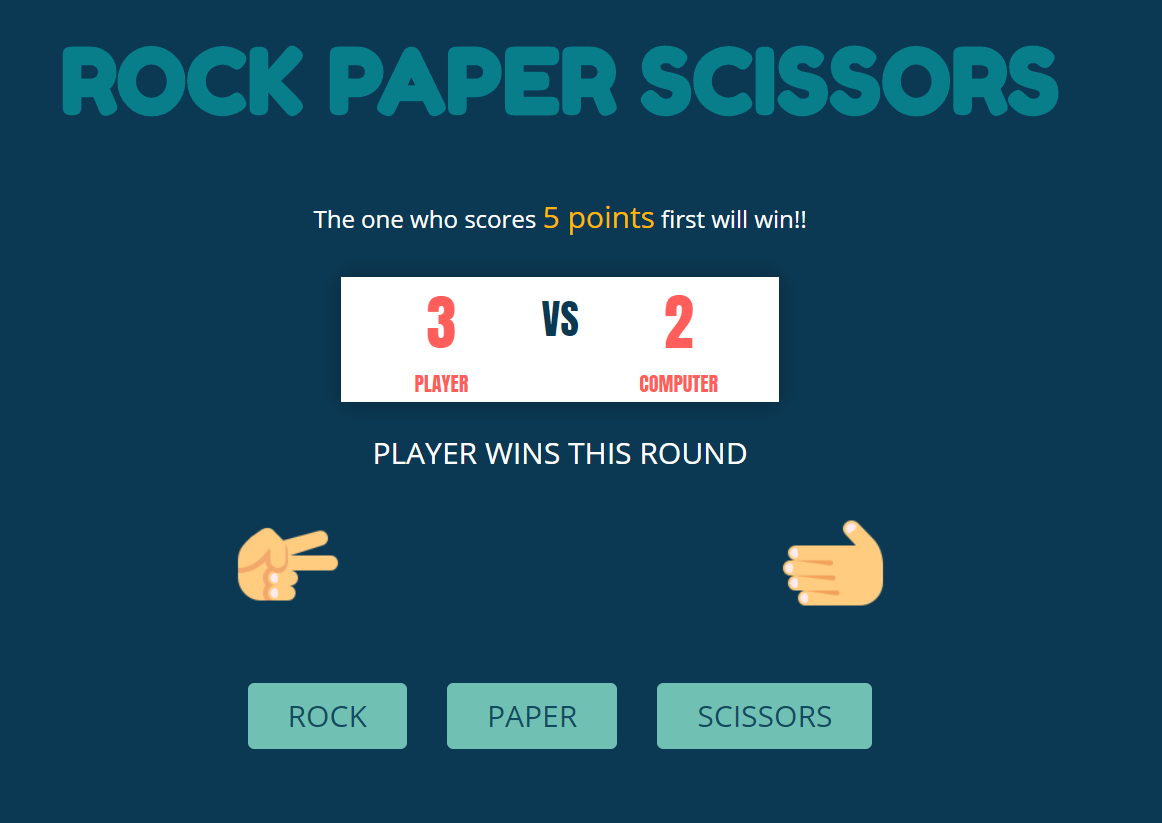 ROCK PAPER SCISSORS
The one who scores 5 points first will win!!
3 VS 2
PLAYER COMPUTER
PLAYER WINS THIS ROUND
ROCK PAPER SCISSORS